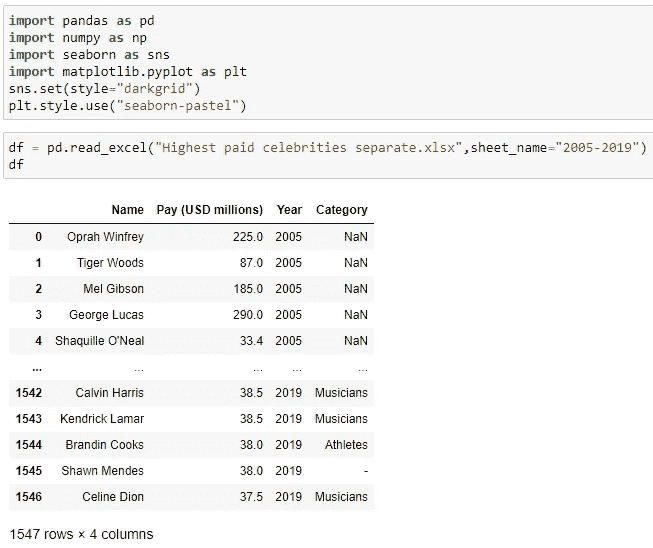 import pandas as pd
import numpy as np
import seaborn as sns
import matplotlib.pyplot as plt
sns.set(style="darkgrid")
plt.style.use("seaborn-pastel")
df = pd.read_excel("Highest paid celebrities separate.xlsx",sheet_name="2005-2019")
df
Name Pay (USD millions) Year Category
0 Oprah Winfrey 225.0 2005 NaN
1 Tiger Woods 87.0 2005 NaN
2 Mel Gibson 185.0 2005 NaN
3 George Lucas 290.0 2005 NaN
4 Shaquille O'Neal 33.4 2005 NaN
... ... ... ... ...
1542 Calvin Harris 38.5 2019 Musicians
1543 Kendrick Lamar 38.5 2019 Musicians
1544 Brandin Cooks 38.0 2019 Athletes
1545 Shawn Mendes 38.0 2019 -
1546 Celine Dion 37.5 2019 Musicians
1547 rows × 4 columns